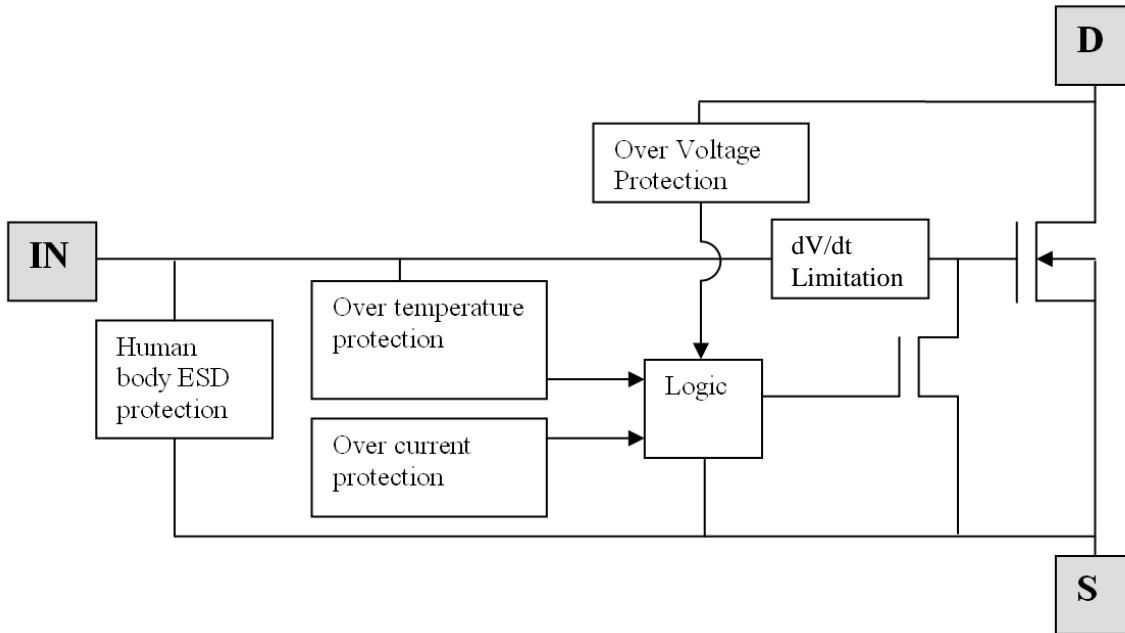 D
Over Voltage
Protection
IN
dV/dt
Limitation
Over temperature
protection
Human
body ESD
protection
Logic
Over current
protection
S